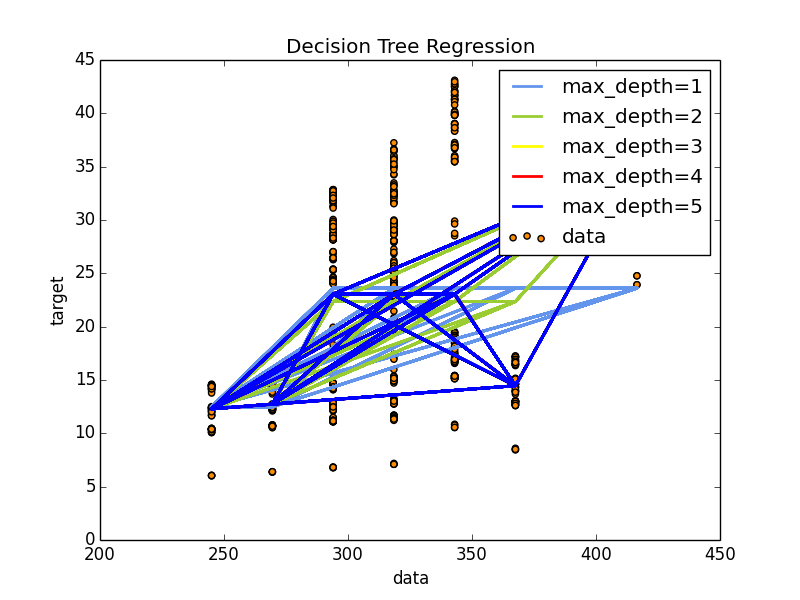 Decision Tree Regression
45
40
35
30
25
20
15
10
5
0
target
max_depth=1
max_depth=2
max_depth=3
max_depth=4
max_depth=5
data
200 250 300 350 400 450
data